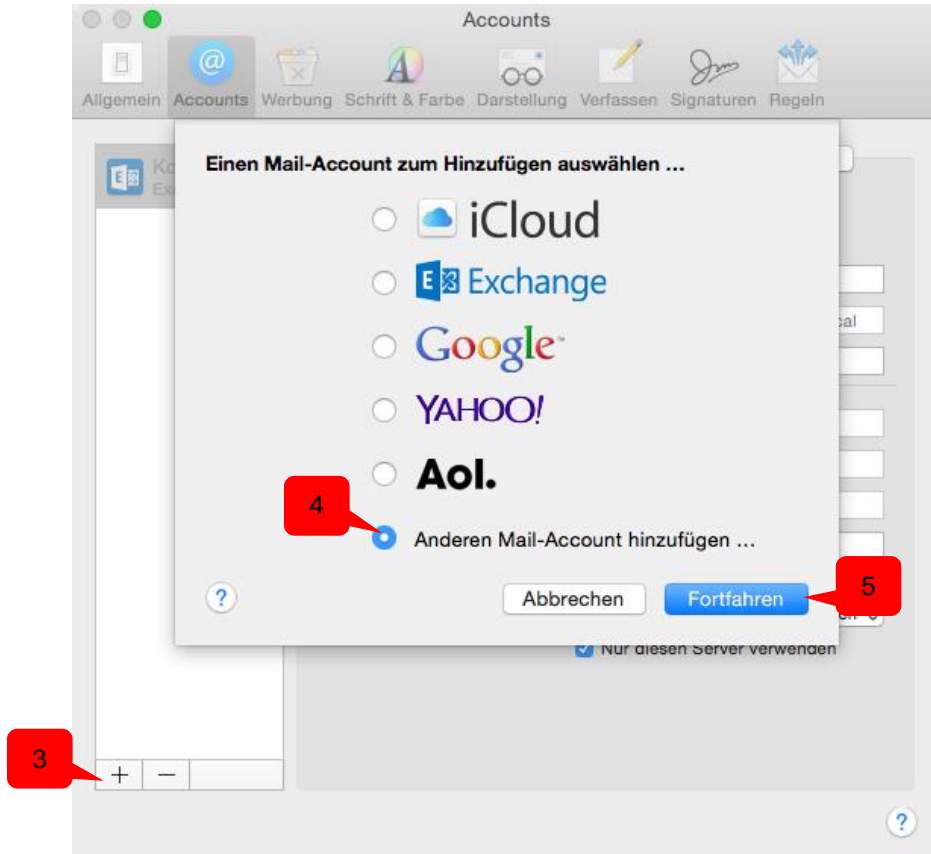 Accounts
@
Allgemein Accounts Werbung Schrift & Farbe Darstellung Verfassen Signaturen Regeln
Einen Mail-Account zum Hinzufügen auswählen ...
iCloud
E Exchange
Google™
YAHOO!
Aol.
4
Anderen Mail-Account hinzufügen ...
? Abbrechen Fortfahren 5
Nur diesen Server verwenden
3
+ −
?